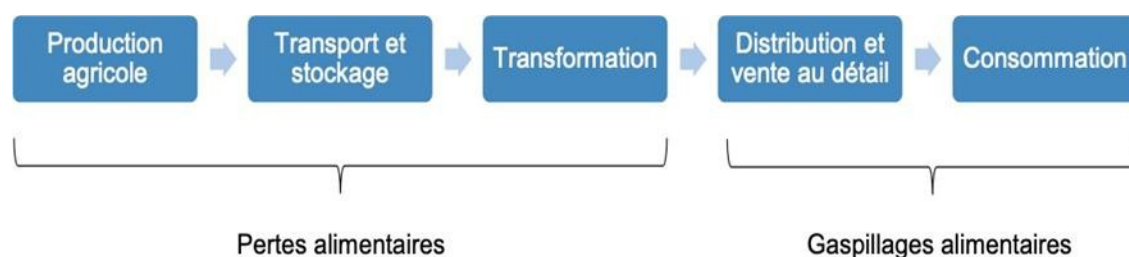 Production
agricole
Transport et
stockage
Transformation
Distribution et
vente au détail
Consommation
Pertes alimentaires
Gaspillages alimentaires